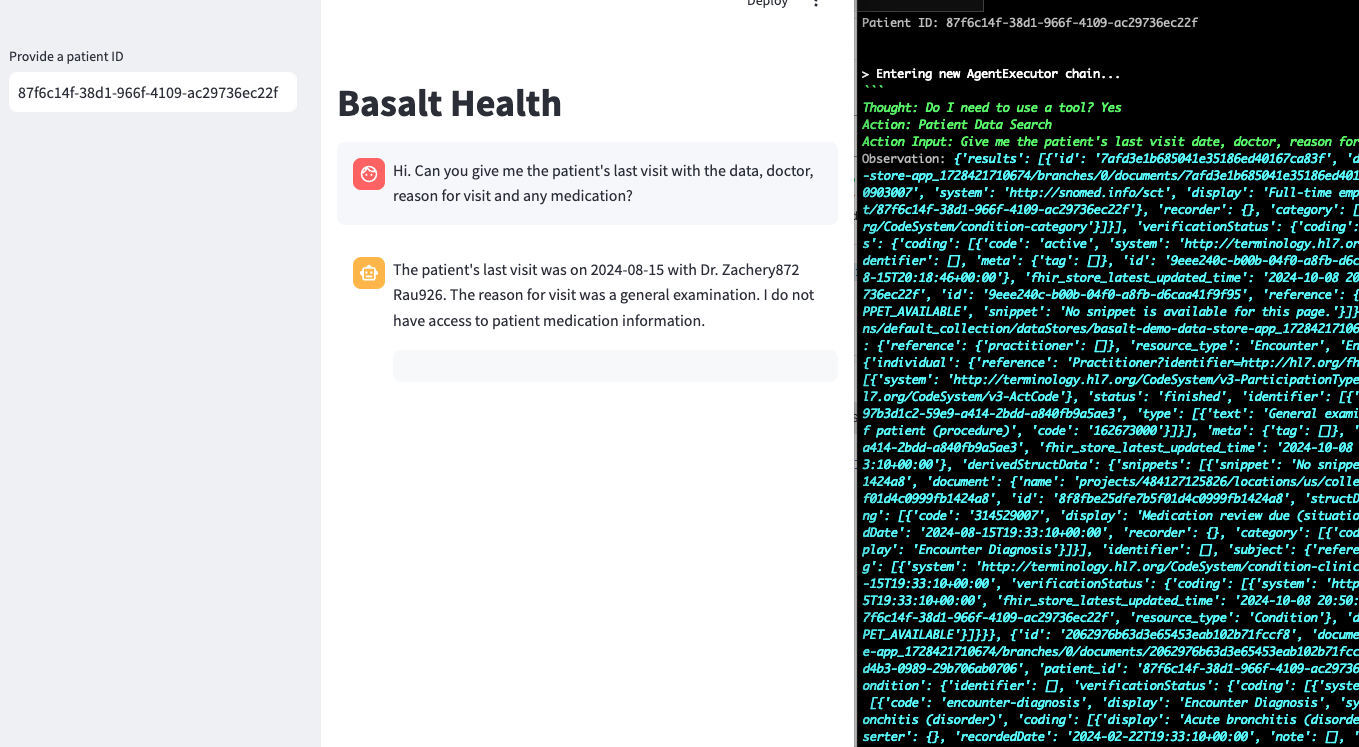 Deploy
Provide a patient ID
87f6c14f-38d1-966f-4109-ac29736ec22f
Basalt Health
Hi. Can you give me the patient's last visit with the data, doctor,
reason for visit and any medication?
The patient's last visit was on 2024-08-15 with Dr. Zachery872
Rau926. The reason for visit was a general examination. I do not
have access to patient medication information.
Patient ID: 87f6c14f-38d1-966f-4109-ac29736ec22f
> Entering new AgentExecutor chain...
```
Thought: Do I need to use a tool? Yes
Action: Patient Data Search
Action Input: Give me the patient's last visit date, doctor, reason for
Observation: {'results': [{'id': '7afd3e1b685041e35186ed40167ca83f', 'd
-store-app_1728421710674/branches/0/documents/7afd3e1b685041e35186ed401
0903007', 'system': 'http://snomed.info/sct', 'display': 'Full-time emp
t/87f6c14f-38d1-966f-4109-ac29736ec22f'}, 'recorder': {}, 'category': [
rg/CodeSystem/condition-category'}]}], 'verificationStatus': {'coding':
s': {'coding': [{'code': 'active', 'system': 'http://terminology.hl7.or
dentifier': [], 'meta': {'tag': []}, 'id': '9eee240c-b00b-04f0-a8fb-d6c
8-15T20:18:46+00:00'}, 'fhir_store_latest_updated_time': '2024-10-08 20
736ec22f', 'id': '9eee240c-b00b-04f0-a8fb-d6caa41f9f95', 'reference': {
PPET_AVAILABLE', 'snippet': 'No snippet is available for this page.'}]}
ns/default_collection/dataStores/basalt-demo-data-store-app_17284217106
: {'reference': {'practitioner': []}, 'resource_type': 'Encounter', 'En
{'individual': {'reference': 'Practitioner?identifier=http://hl7.org/fh
[{'system': 'http://terminology.hl7.org/CodeSystem/v3-ParticipationType
l7.org/CodeSystem/v3-ActCode'}, 'status': 'finished', 'identifier': [{'
97b3d1c2-59e9-a414-2bdd-a840fb9a5ae3', 'type': [{'text': 'General exami
f patient (procedure)', 'code': '162673000'}]}], 'meta': {'tag': []}, '
a414-2bdd-a840fb9a5ae3', 'fhir_store_latest_updated_time': '2024-10-08
3:10+00:00'}, 'derivedStructData': {'snippets': [{'snippet': 'No snippe
1424a8', 'document': {'name': 'projects/484127125826/locations/us/colle
f01d4c0999fb1424a8', 'id': '8f8fbe25dfe7b5f01d4c0999fb1424a8', 'structD
ng': [{'code': '314529007', 'display': 'Medication review due (situatio
dDate': '2024-08-15T19:33:10+00:00', 'recorder': {}, 'category': [{'cod
play': 'Encounter Diagnosis'}]}], 'identifier': [], 'subject': {'refere
g': [{'system': 'http://terminology.hl7.org/CodeSystem/condition-clinic
-15T19:33:10+00:00', 'verificationStatus': {'coding': [{'system': 'http
5T19:33:10+00:00', 'fhir_store_latest_updated_time': '2024-10-08 20:50:
7f6c14f-38d1-966f-4109-ac29736ec22f', 'resource_type': 'Condition'}, 'd
PET_AVAILABLE'}]}}}, {'id': '2062976b63d3e65453eab102b71fccf8', 'docume
e-app_1728421710674/branches/0/documents/2062976b63d3e65453eab102b71fcc
d4b3-0989-29b706ab0706', 'patient_id': '87f6c14f-38d1-966f-4109-ac29736
ondition': {'identifier': [], 'verificationStatus': {'coding': [{'syste
[{'code': 'encounter-diagnosis', 'display': 'Encounter Diagnosis', 'sy
onchitis (disorder)', 'coding': [{'display': 'Acute bronchitis (disorde
serter': {}, 'recordedDate': '2024-02-22T19:33:10+00:00', 'note': [], '